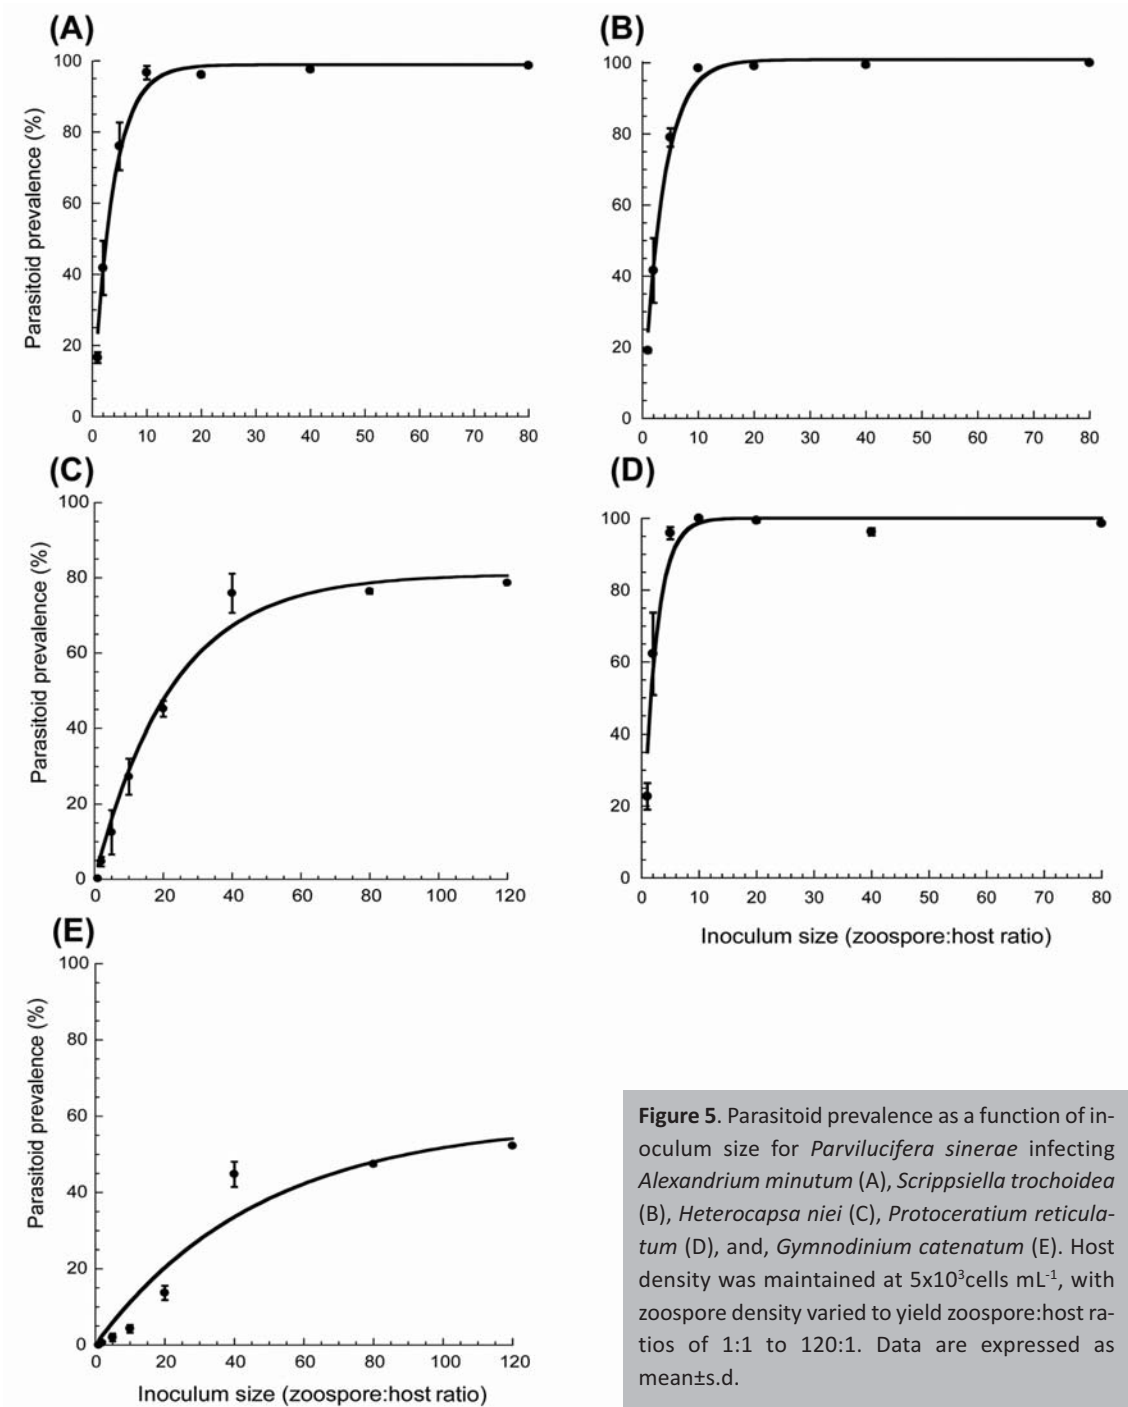 (A)
Parasitoid prevalence (%)
100
80
60
40
20
0
0 10 20 30 40 50 60 70 80
(B)
100
80
60
40
20
0
0 10 20 30 40 50 60 70 80
(C)
Parasitoid prevalence (%)
100
80
60
40
20
0
0 20 40 60 80 100 120
(D)
100
80
60
40
20
0
0 10 20 30 40 50 60 70 80
Inoculum size (zoospore:host ratio)
(E)
Parasitoid prevalence (%)
100
80
60
40
20
0
0 20 40 60 80 100 120
Inoculum size (zoospore:host ratio)
Figure 5. Parasitoid prevalence as a function of in-
oculum size for Parvilucifera sinerae infecting
Alexandrium minutum (A), Scrippsiella trochoidea
(B), Heterocapsa niei (C), Protoceratium reticula-
tum (D), and, Gymnodinium catenatum (E). Host
density was maintained at 5x10³cells mL⁻¹, with
zoospore density varied to yield zoospore:host ra-
tios of 1:1 to 120:1. Data are expressed as
mean±s.d.